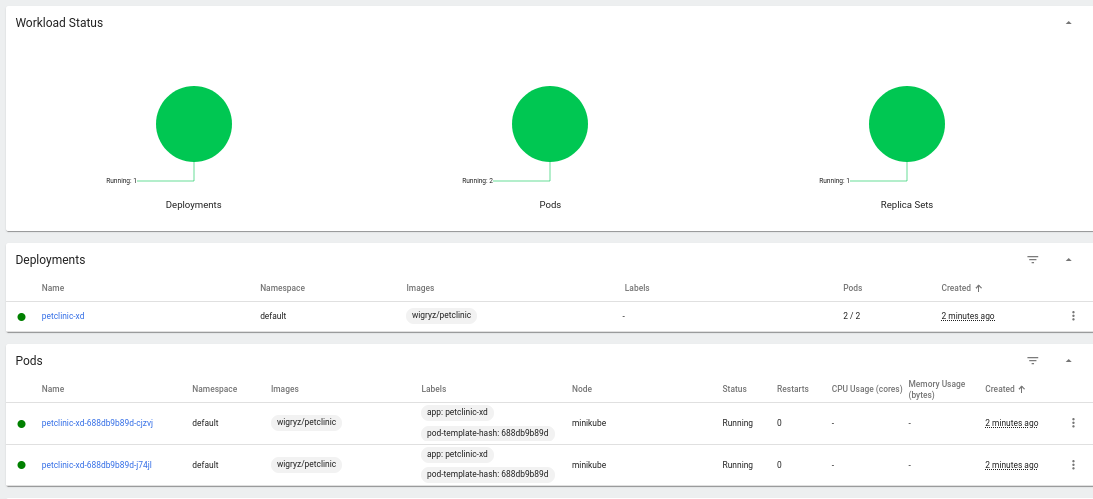 Workload Status
Running: 1
Running: 2
Running: 1
Deployments
Pods
Replica Sets
Deployments
Name Namespace Images Labels Pods Created
petclinic-xd default wigryz/petclinic - 2 / 2 2 minutes ago
Pods
Name Namespace Images Labels Node Status Restarts CPU Usage (cores) Memory Usage (bytes) Created
petclinic-xd-688db9b89d-cjzvj default wigryz/petclinic app: petclinic-xd pod-template-hash: 688db9b89d minikube Running 0 - - 2 minutes ago
petclinic-xd-688db9b89d-j74jl default wigryz/petclinic app: petclinic-xd pod-template-hash: 688db9b89d minikube Running 0 - - 2 minutes ago